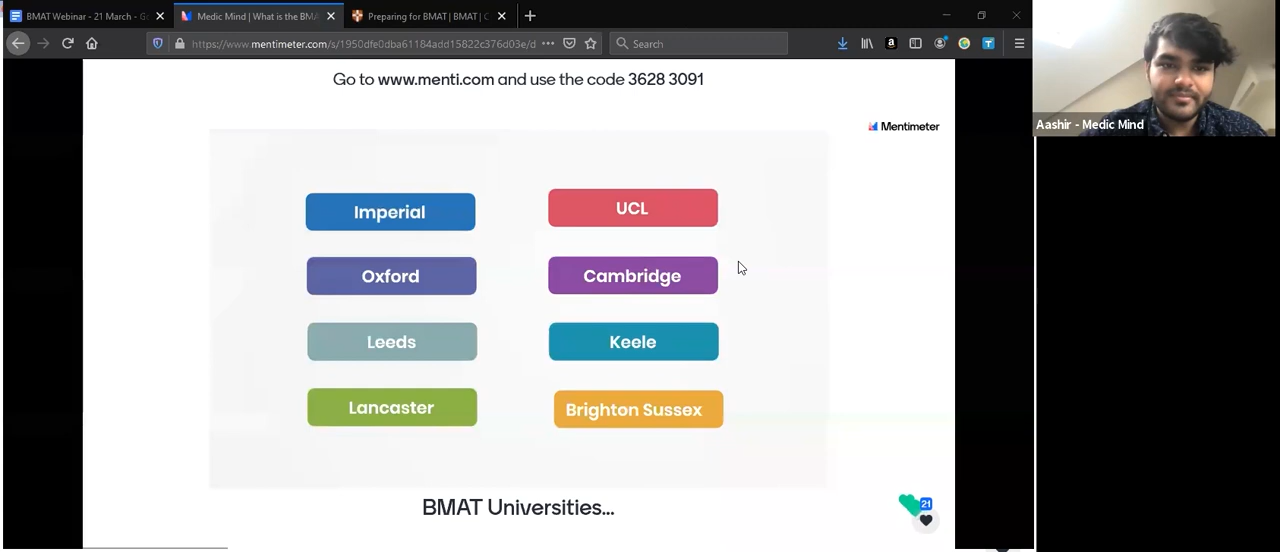 BMAT Webinar - 21 March - Go
Medic Mind | What is the BMA
Preparing for BMAT | BMAT | C
https://www.mentimeter.com/s/1950dfe0dba61184add15822c376d03e/d
Search
Go to www.menti.com and use the code 3628 3091
Mentimeter
Aashir - Medic Mind
Imperial
UCL
Oxford
Cambridge
Leeds
Keele
Lancaster
Brighton Sussex
BMAT Universities...
21